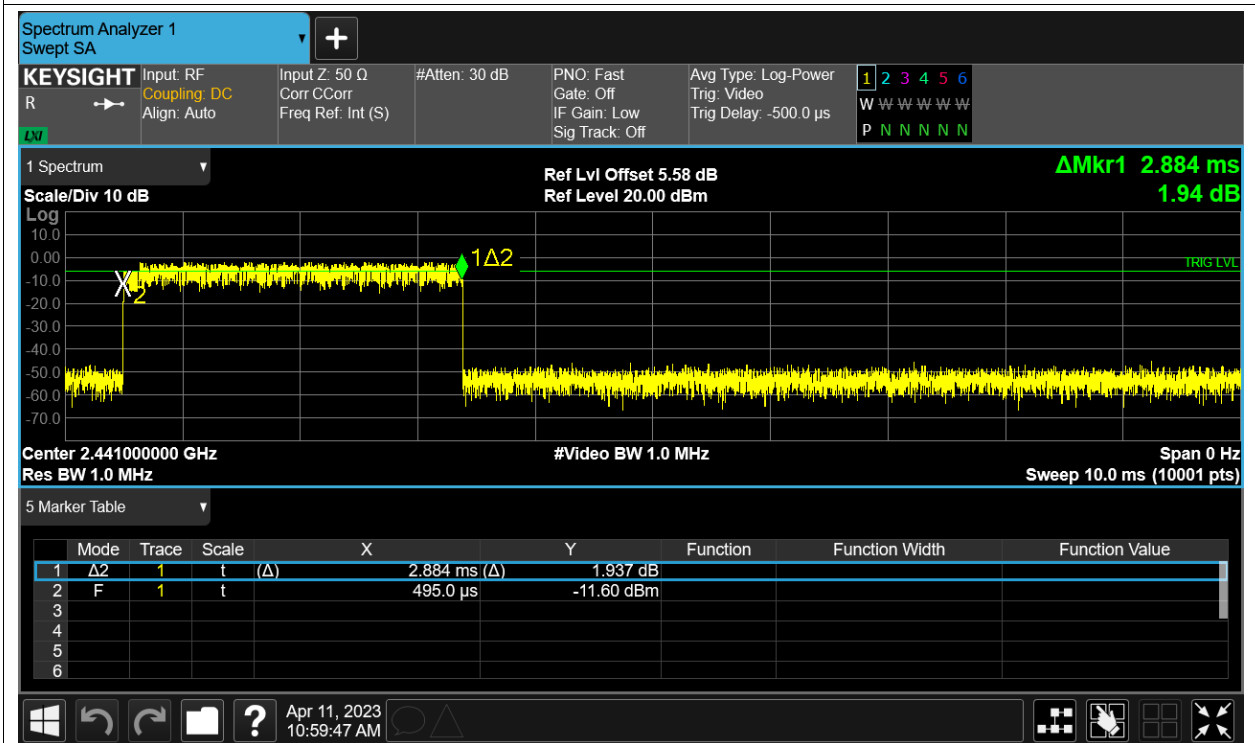 Spectrum Analyzer 1
Swept SA
KEYSIGHT
R
LXI
Input: RF
Coupling: DC
Align: Auto
Input Z: 50 Ω
Corr CCorr
Freq Ref: Int (S)
#Atten: 30 dB
PNO: Fast
Gate: Off
IF Gain: Low
Sig Track: Off
Avg Type: Log-Power
Trig: Video
Trig Delay: -500.0 µs
1 2 3 4 5 6
W W W W W W
P N N N N N
1 Spectrum
Scale/Div 10 dB
Ref Lvl Offset 5.58 dB
Ref Level 20.00 dBm
ΔMkr1 2.884 ms
1.94 dB
Log
10.0
0.00
-10.0
-20.0
-30.0
-40.0
-50.0
-60.0
-70.0
1Δ2
X2
TRIG LVL
Center 2.441000000 GHz
Res BW 1.0 MHz
#Video BW 1.0 MHz
Span 0 Hz
Sweep 10.0 ms (10001 pts)
5 Marker Table
Mode Trace Scale X Y Function Function Width Function Value
1 Δ2 1 t (Δ) 2.884 ms (Δ) 1.937 dB
2 F 1 t 495.0 µs -11.60 dBm
3
4
5
6
?
Apr 11, 2023
10:59:47 AM